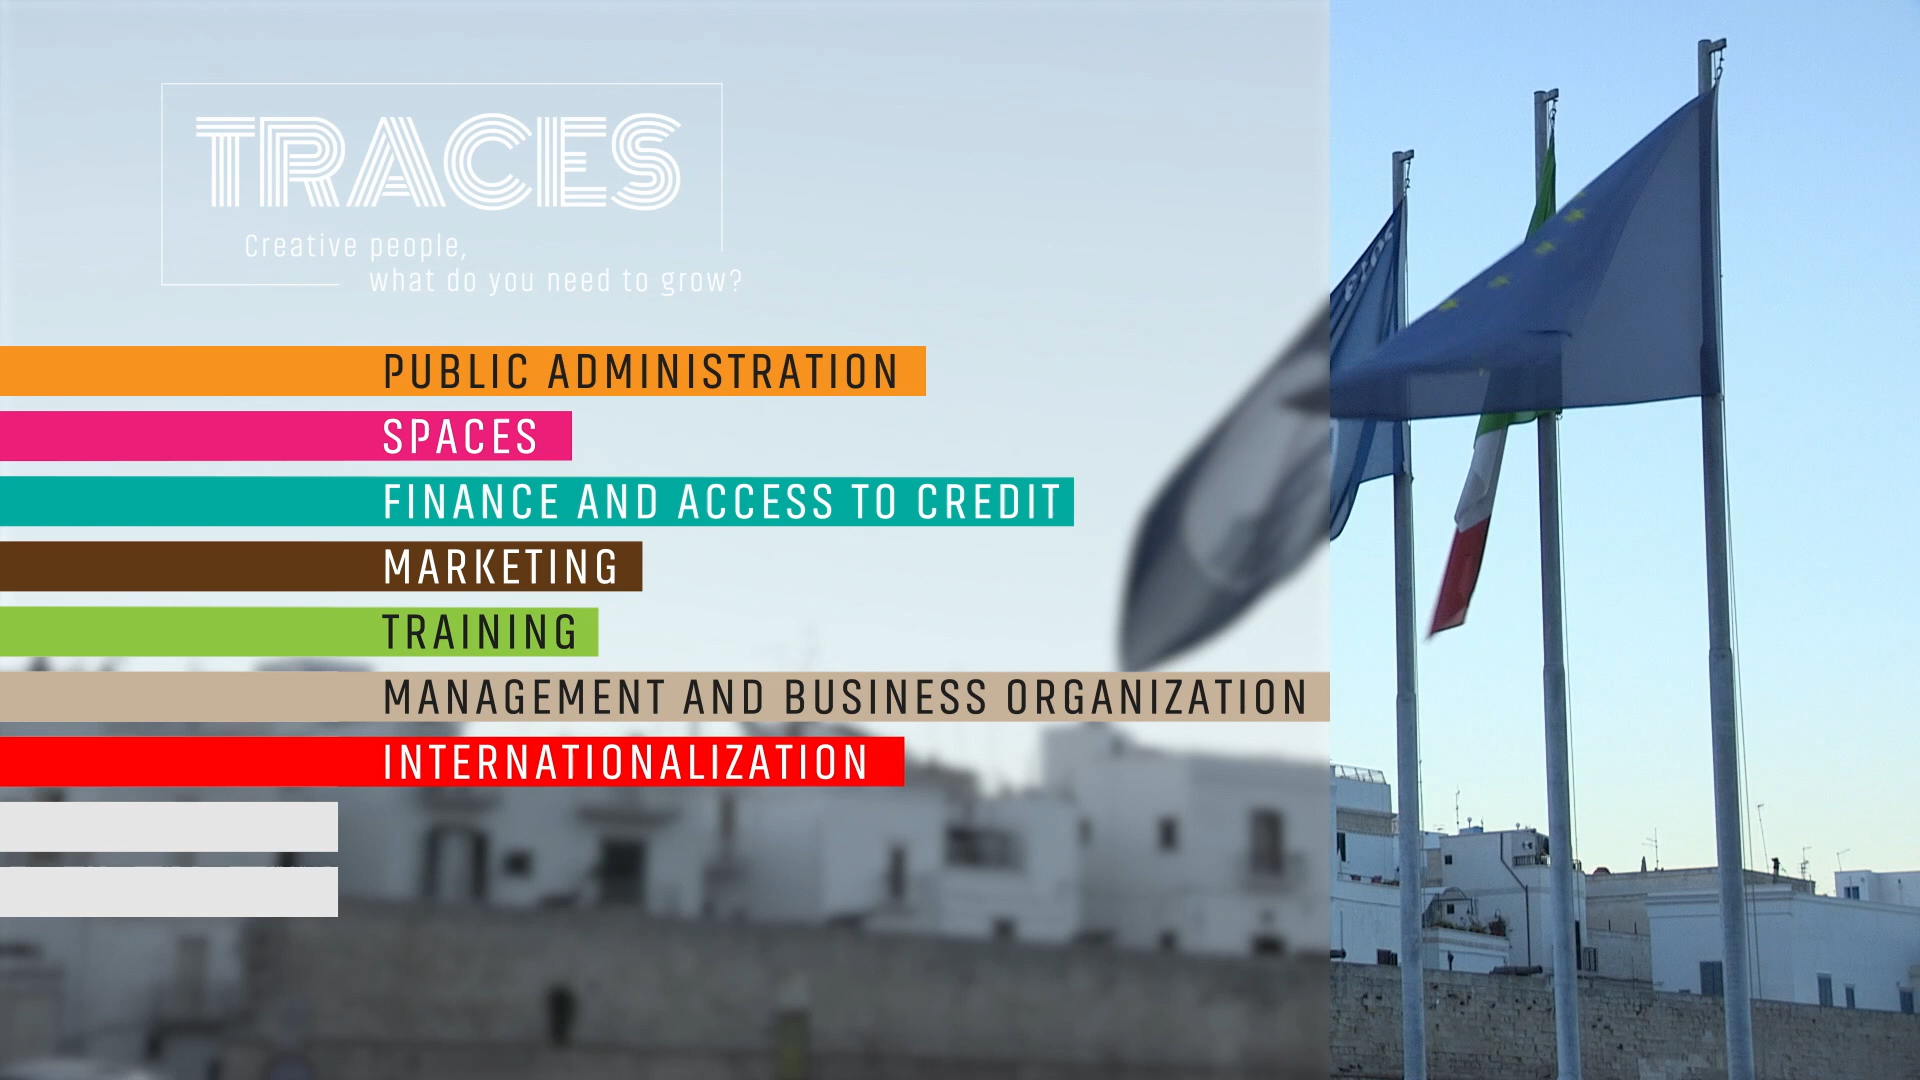 TRACES
Creative people,
what do you need to grow?
PUBLIC ADMINISTRATION
SPACES
FINANCE AND ACCESS TO CREDIT
MARKETING
TRAINING
MANAGEMENT AND BUSINESS ORGANIZATION
INTERNATIONALIZATION